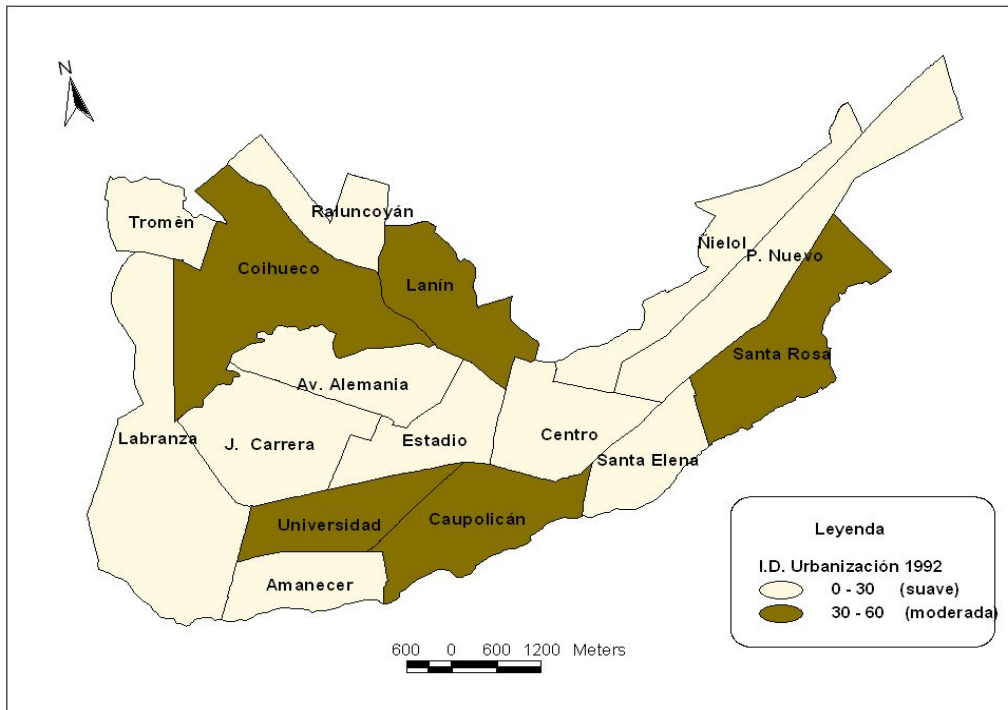 N
Tromèn
Raluncoyán
Coihueco
Lanín
Ñielol
P. Nuevo
Santa Rosa
Av. Alemania
Labranza
J. Carrera
Estadio
Centro
Santa Elena
Universidad
Caupolicán
Amanecer
Leyenda
I.D. Urbanización 1992
0 - 30 (suave)
30 - 60 (moderada)
600 0 600 1200 Meters